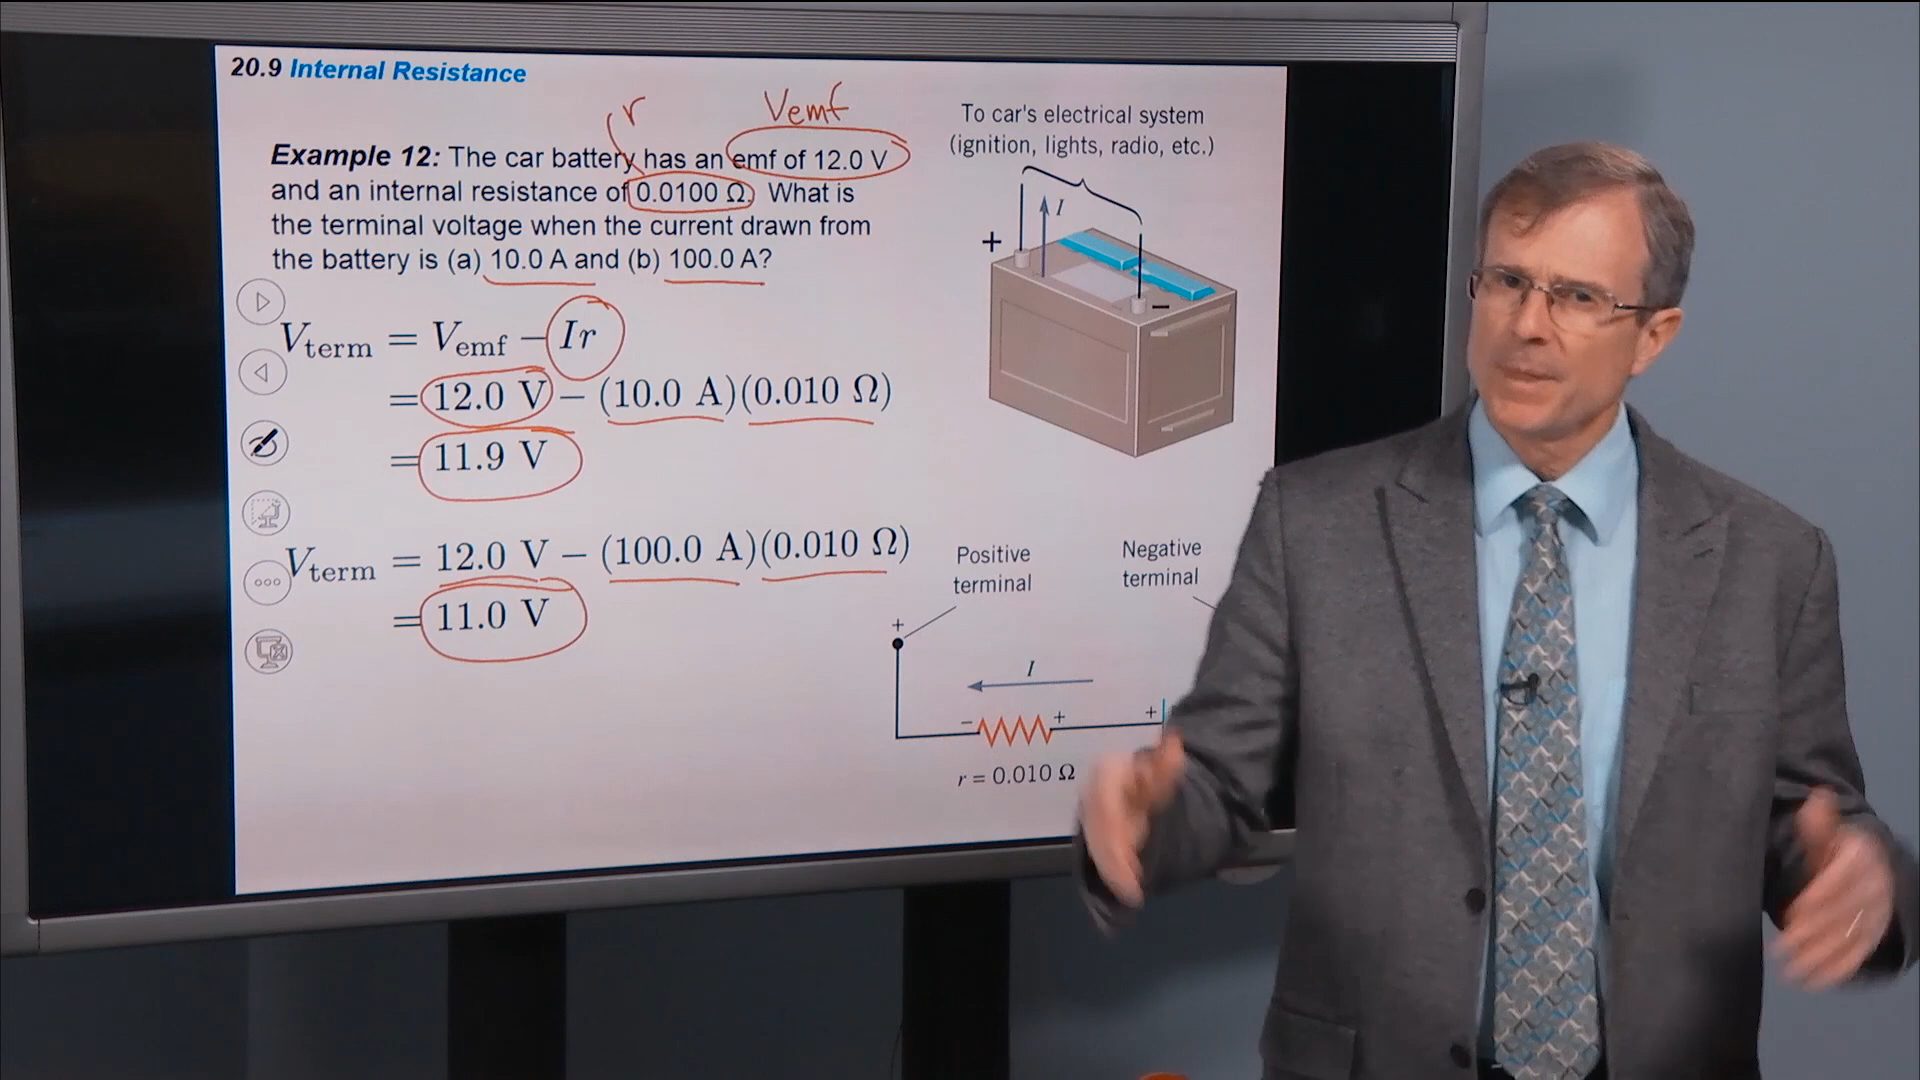 20.9 Internal Resistance
r
Vemf
Example 12: The car battery has an emf of 12.0 V
and an internal resistance of 0.0100 Ω. What is
the terminal voltage when the current drawn from
the battery is (a) 10.0 A and (b) 100.0 A?
Vterm = Vemf − Ir
= 12.0 V − (10.0 A)(0.010 Ω)
= 11.9 V
Vterm = 12.0 V − (100.0 A)(0.010 Ω)
= 11.0 V
To car's electrical system
(ignition, lights, radio, etc.)
I
+
−
Positive
terminal
Negative
terminal
+
I
− + +
r = 0.010 Ω